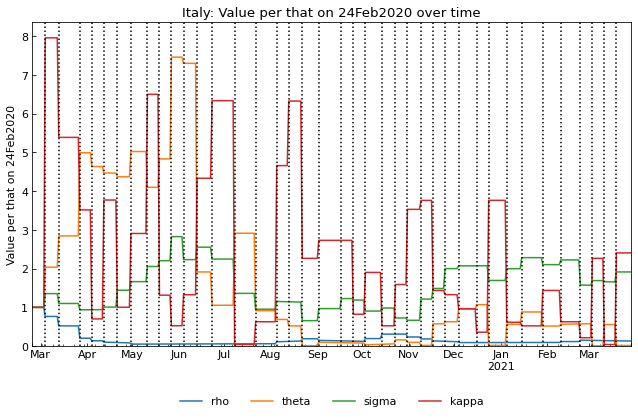 Italy: Value per that on 24Feb2020 over time
Value per that on 24Feb2020
8
7
6
5
4
3
2
1
0
Mar Apr May Jun Jul Aug Sep Oct Nov Dec Jan Feb Mar
2021
rho theta sigma kappa